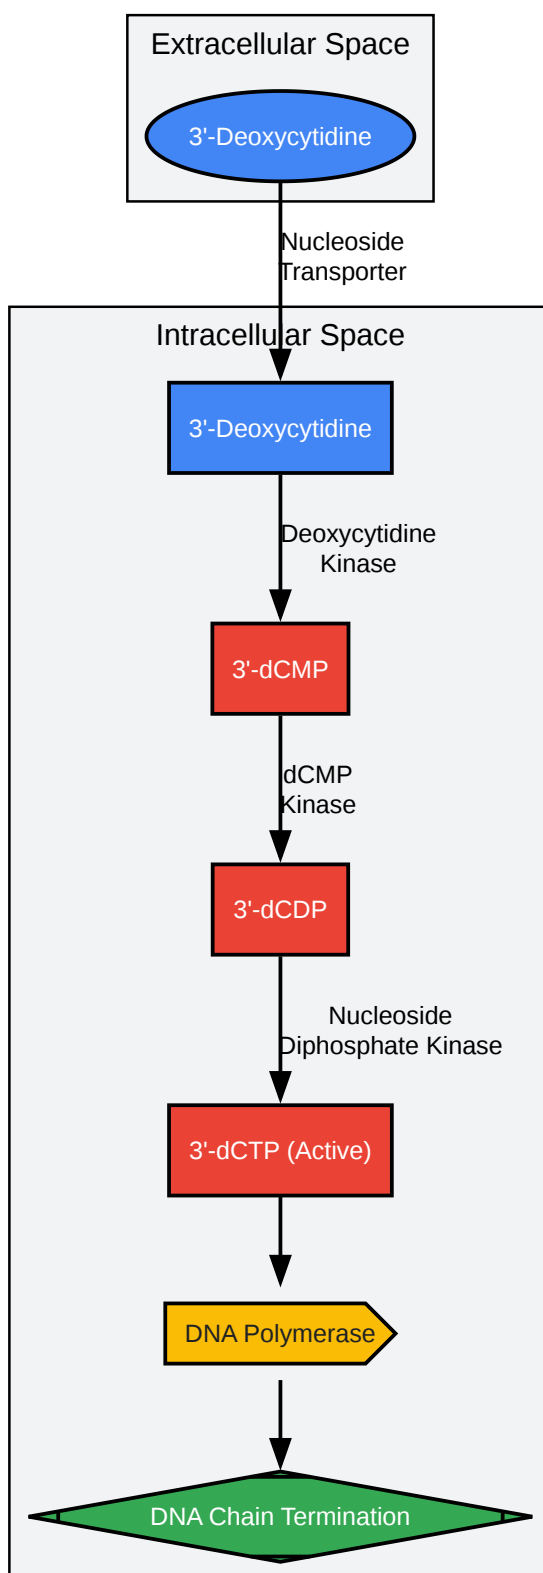 Extracellular Space
3'-Deoxycytidine
Nucleoside
Transporter
Intracellular Space
3'-Deoxycytidine
Deoxycytidine
Kinase
3'-dCMP
dCMP
Kinase
3'-dCDP
Nucleoside
Diphosphate Kinase
3'-dCTP (Active)
DNA Polymerase
DNA Chain Termination